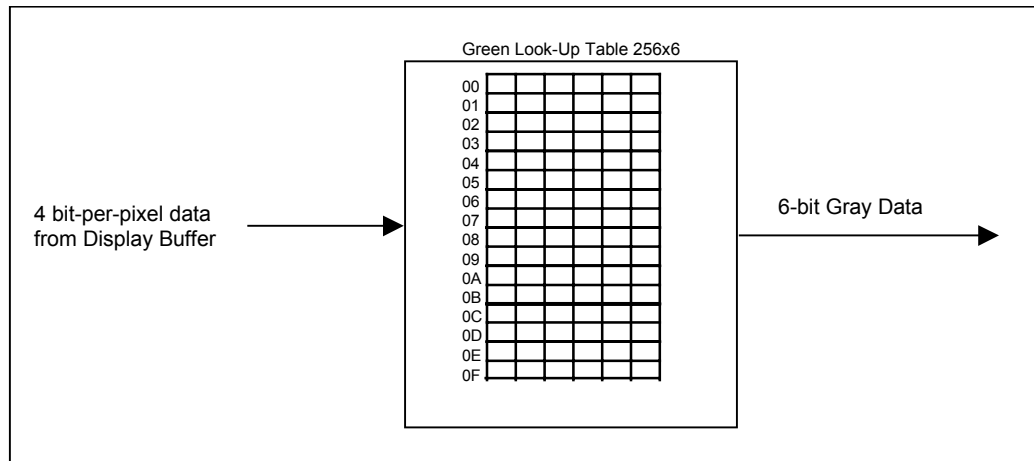 Green Look-Up Table 256x6
00
01
02
03
04
05
06
07
08
09
0A
0B
0C
0D
0E
0F
4 bit-per-pixel data
from Display Buffer
6-bit Gray Data